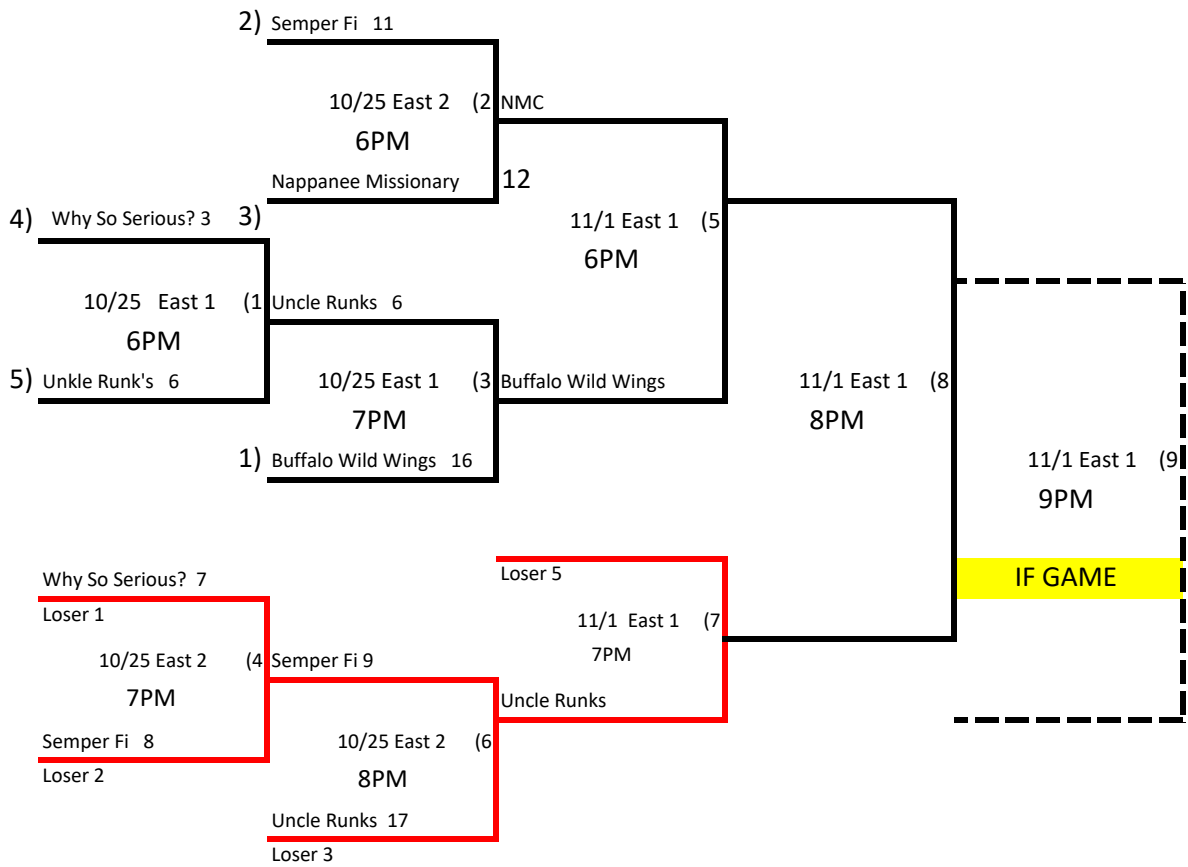 2) Semper Fi 11
10/25 East 2 (2 NMC
6PM
Nappanee Missionary 12
3)
4) Why So Serious? 3
11/1 East 1 (5
6PM
10/25 East 1 (1 Uncle Runks 6
6PM
5) Unkle Runk's 6
10/25 East 1 (3 Buffalo Wild Wings
7PM
11/1 East 1 (8
8PM
1) Buffalo Wild Wings 16
11/1 East 1 (9
9PM
IF GAME
Why So Serious? 7
Loser 1
Loser 5
11/1 East 1 (7
7PM
10/25 East 2 (4 Semper Fi 9
7PM
Uncle Runks
Semper Fi 8
Loser 2
10/25 East 2 (6
8PM
Uncle Runks 17
Loser 3